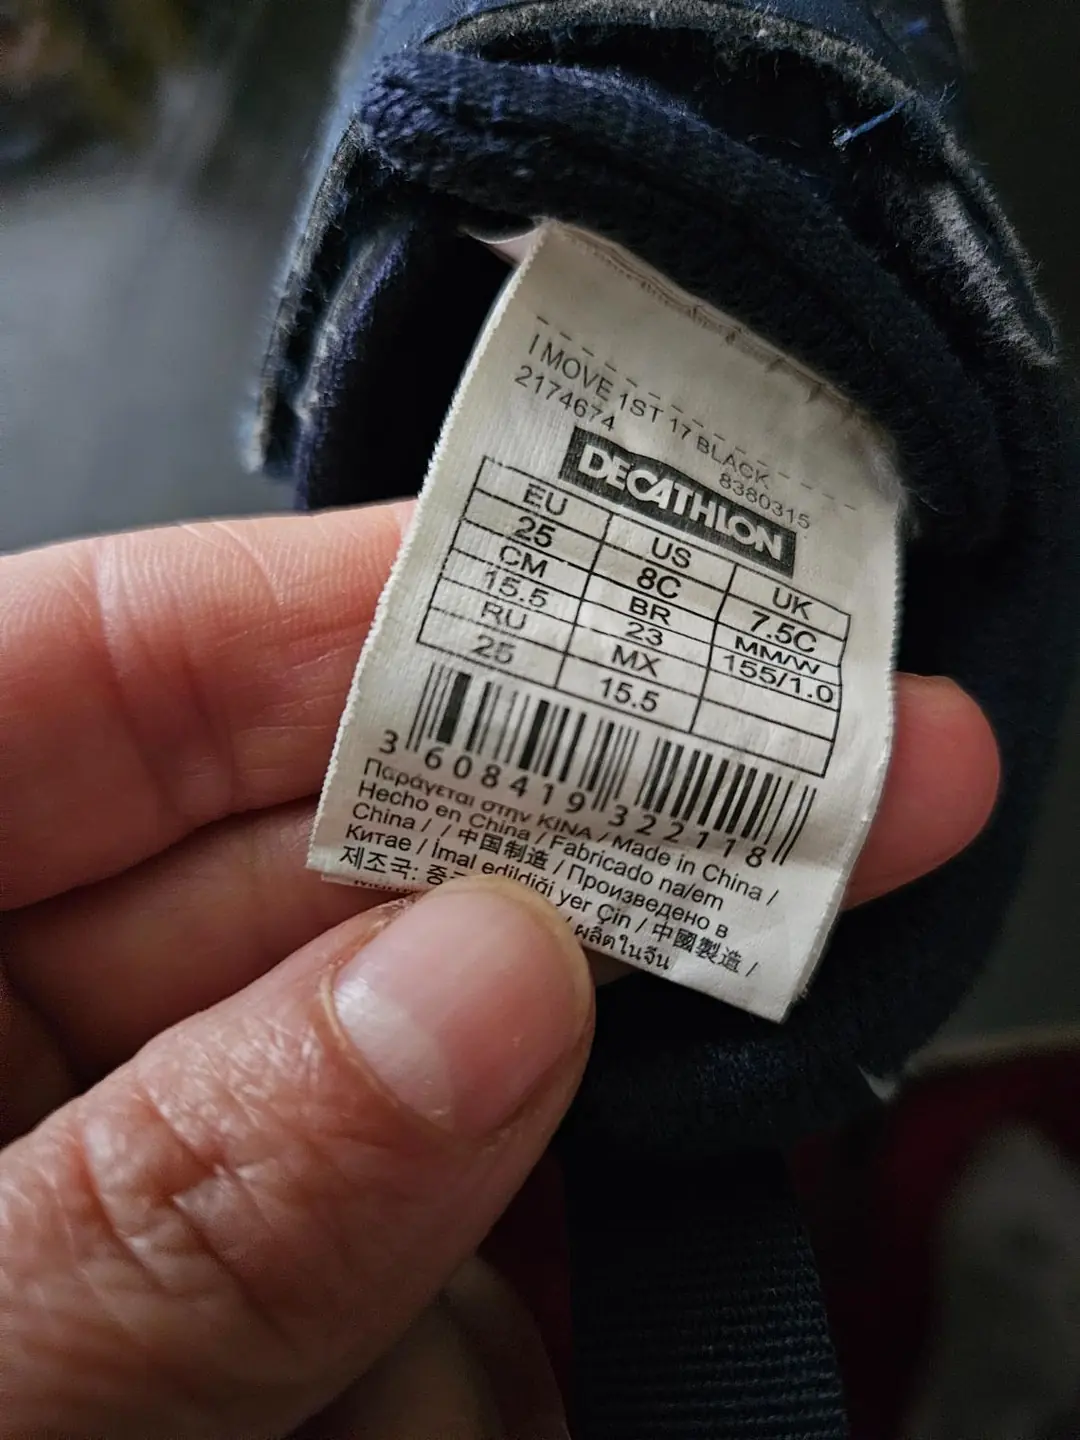 I MOVE 1ST 17 BLACK
2174674
8380315
DECATHLON
EU US UK
25 8C 7.5C
CM BR MM/W
15.5 23 155/1.0
RU MX
25 15.5
3 608419 322118
Παράγεται στην ΚΙΝΑ / Made in China /
Hecho en China / Fabricado na/em
China / / 中国制造 / Произведено в
Китае / İmal edildiği yer Çin / 中國製造 /
제조국: / ผลิตในจีน